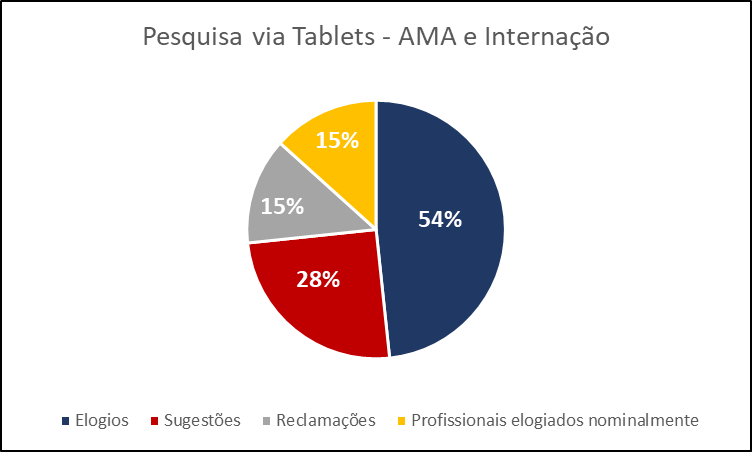 Pesquisa via Tablets - AMA e Internação
15%
15%
54%
28%
Elogios Sugestões Reclamações Profissionais elogiados nominalmente